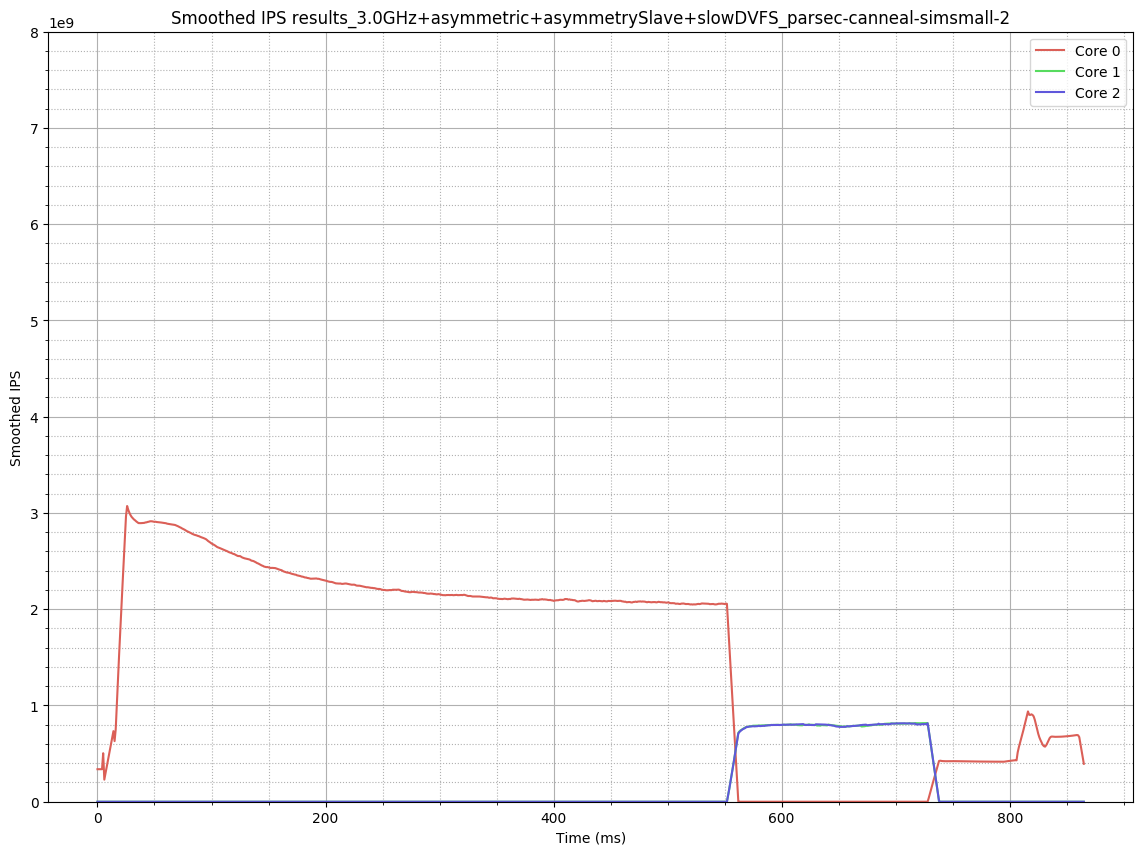 Smoothed IPS results_3.0GHz+asymmetric+asymmetrySlave+slowDVFS_parsec-canneal-simsmall-2
1e9
8
7
6
5
4
3
2
1
0
Smoothed IPS
Core 0
Core 1
Core 2
0 200 400 600 800
Time (ms)